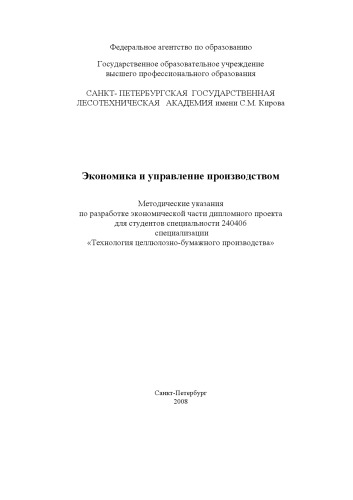 Федеральное агентство по образованию
Государственное образовательное учреждение
высшего профессионального образования
САНКТ- ПЕТЕРБУРГСКАЯ ГОСУДАРСТВЕННАЯ
ЛЕСОТЕХНИЧЕСКАЯ АКАДЕМИЯ имени С.М. Кирова
Экономика и управление производством
Методические указания
по разработке экономической части дипломного проекта
для студентов специальности 240406
специализации
«Технология целлюлозно-бумажного производства»
Санкт-Петербург
2008